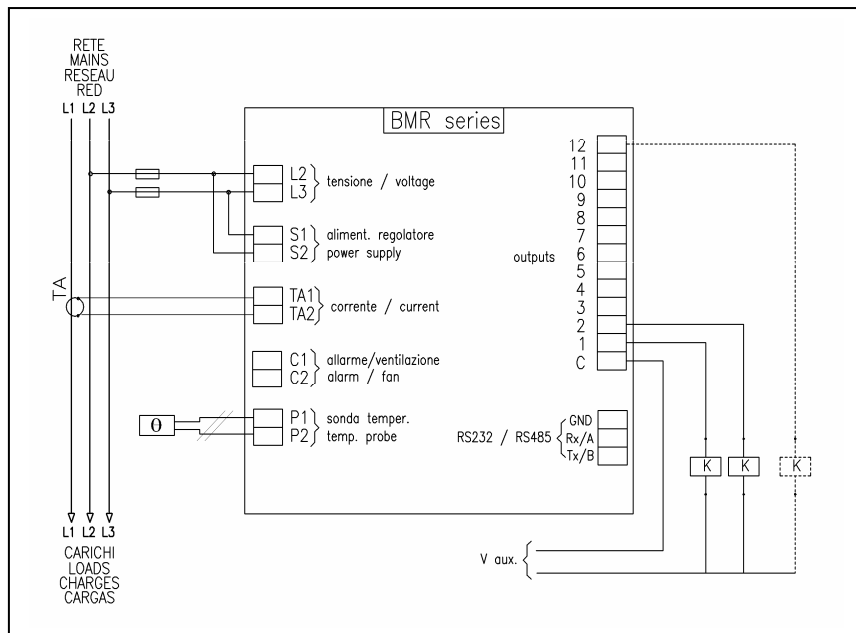 RETE
MAINS
RESEAU
RED
L1 L2 L3
BMR series
L2
L3
tensione / voltage
S1
S2
aliment. regolatore
power supply
TA
TA1
TA2
corrente / current
C1
C2
allarme/ventilazione
alarm / fan
θ
P1
P2
sonda temper.
temp. probe
outputs
12
11
10
9
8
7
6
5
4
3
2
1
C
RS232 / RS485
GND
Rx/A
Tx/B
K K K
V aux.
L1 L2 L3
CARICHI
LOADS
CHARGES
CARGAS